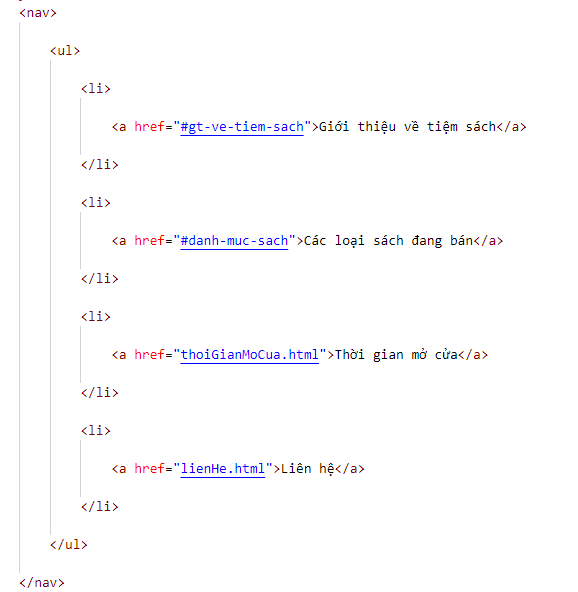 <nav>
<ul>
<li>
<a href="#gt-ve-tiem-sach">Giới thiệu về tiệm sách</a>
</li>
<li>
<a href="#danh-muc-sach">Các loại sách đang bán</a>
</li>
<li>
<a href="thoiGianMoCua.html">Thời gian mở cửa</a>
</li>
<li>
<a href="lienHe.html">Liên hệ</a>
</li>
</ul>
</nav>